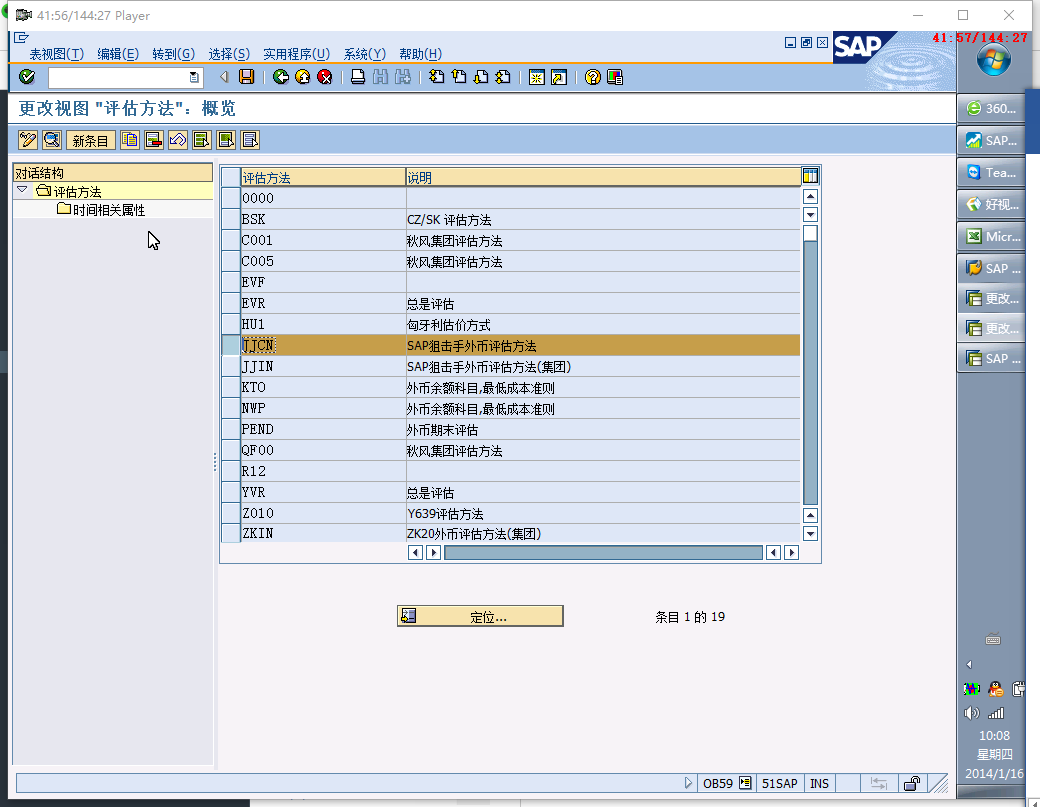 41:56/144:27 Player
41:57/144:27
表视图(T) 编辑(E) 转到(G) 选择(S) 实用程序(U) 系统(Y) 帮助(H)
SAP
更改视图 "评估方法": 概览
新条目
对话结构
评估方法
时间相关属性
评估方法 说明
0000
BSK CZ/SK 评估方法
C001 秋风集团评估方法
C005 秋风集团评估方法
EVF
EVR 总是评估
HU1 匈牙利估价方式
JJCN SAP狙击手外币评估方法
JJIN SAP狙击手外币评估方法(集团)
KTO 外币余额科目,最低成本准则
NWP 外币余额科目,最低成本准则
PEND 外币期末评估
QF00 秋风集团评估方法
R12
YVR 总是评估
Z010 Y639评估方法
ZKIN ZK20外币评估方法(集团)
定位...
条目 1 的 19
OB59 51SAP INS
360...
SAP...
Tea...
好视...
Micr...
SAP ...
更改...
更改...
SAP ...
10:08
星期四
2014/1/16